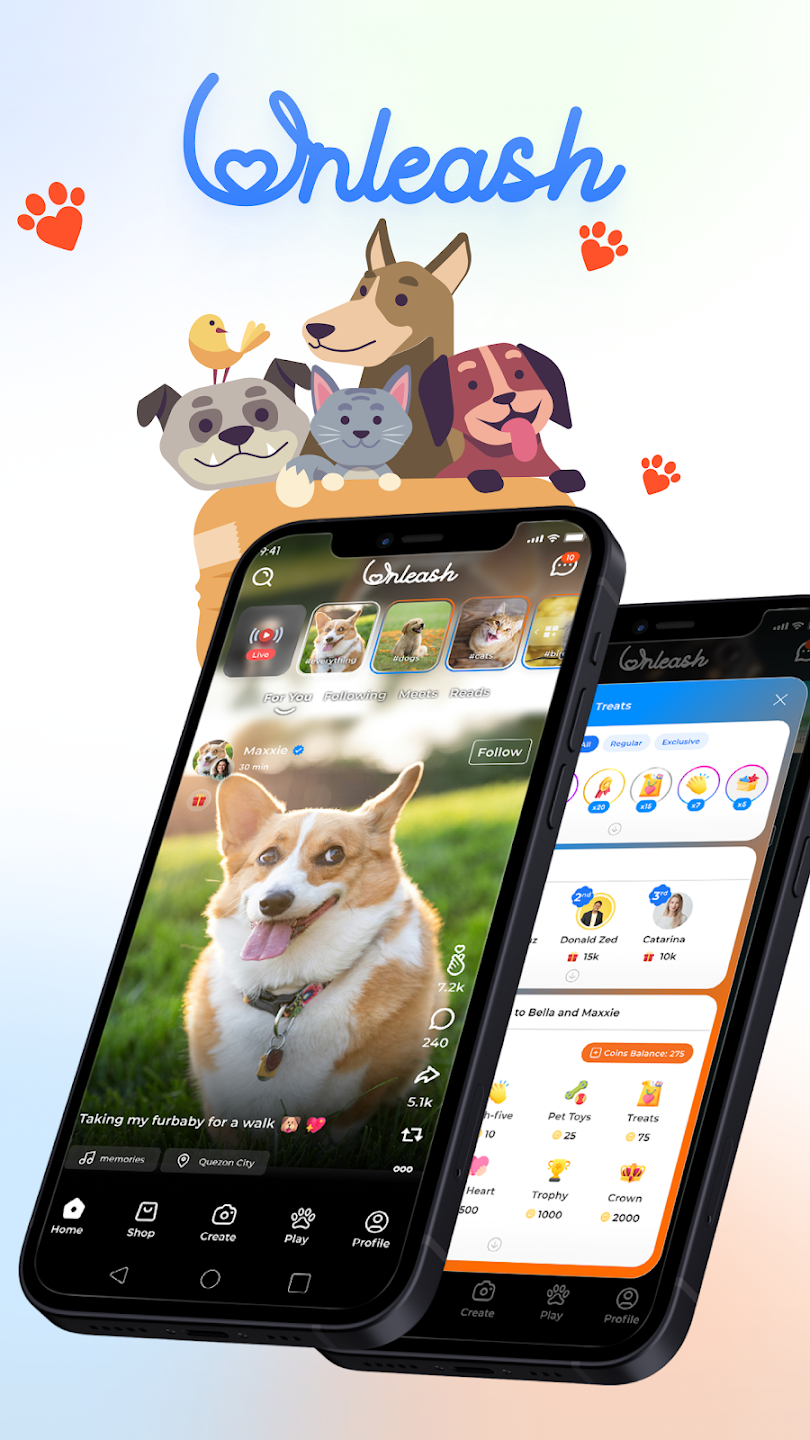 Unleash
9:41
Unleash
10
Live
#everything
#dogs
#cats
For You Following Meets Reads
Maxxie
30 min
Follow
7.2k
240
5.1k
Taking my furbaby for a walk
memories
Quezon City
Home
Shop
Create
Play
Profile
Unleash
Treats
All
Regular
Exclusive
x20
x15
x7
x5
2nd
3rd
Donald Zed
Catarina
15k
10k
to Bella and Maxxie
Coins Balance: 275
Pet Toys
Treats
10
25
75
Heart
Trophy
Crown
500
1000
2000
Create
Play
Profile